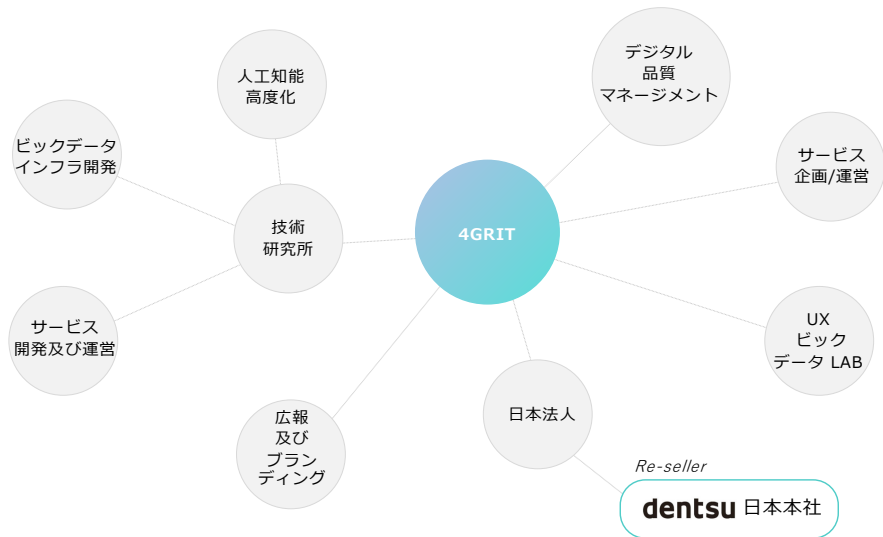 人工知能
高度化
デジタル
品質
マネージメント
ビックデータ
インフラ開発
サービス
企画/運営
技術
研究所
4GRIT
サービス
開発及び運営
UX
ビック
データ LAB
広報
及び
ブラン
ディング
日本法人
Re-seller
dentsu 日本本社